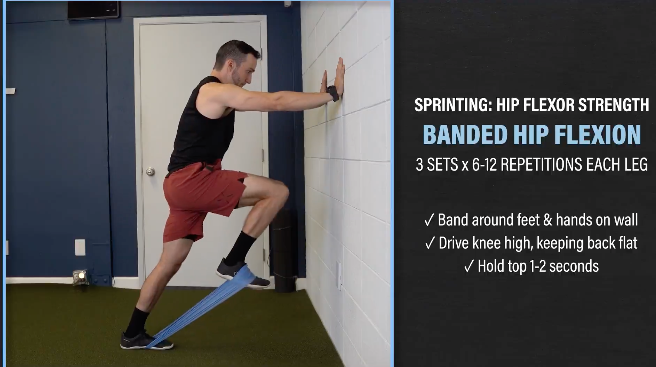 SPRINTING: HIP FLEXOR STRENGTH
BANDED HIP FLEXION
3 SETS x 6-12 REPETITIONS EACH LEG
✓ Band around feet & hands on wall
✓ Drive knee high, keeping back flat
✓ Hold top 1-2 seconds